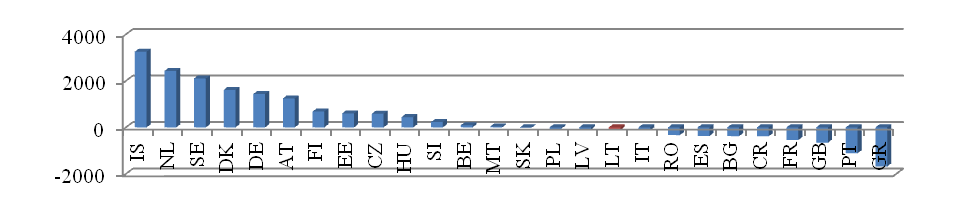 4000
2000
0
-2000
IS NL SE DK DE AT FI EE CZ HU SI BE MT SK PL LV LT IT RO ES BG CR FR GB PT GR